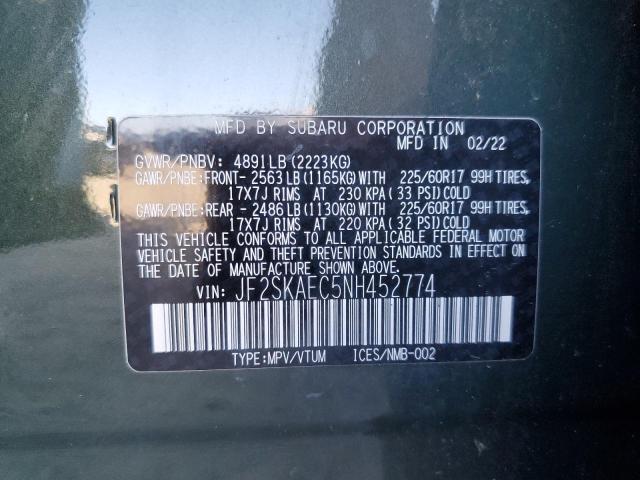 MFD BY SUBARU CORPORATION
GVWR/PNBV: 4891LB (2223KG) MFD IN 02/22
GAWR/PNBE:FRONT- 2563LB (1165KG) WITH 225/60R17 99H TIRES,
17X7J RIMS AT 230 KPA (33 PSI) COLD
GAWR/PNBE:REAR - 2486LB (1130KG) WITH 225/60R17 99H TIRES,
17X7J RIMS AT 220 KPA (32 PSI) COLD
THIS VEHICLE CONFORMS TO ALL APPLICABLE FEDERAL MOTOR
VEHICLE SAFETY AND THEFT PREVENTION STANDARDS IN EFFECT ON
THE DATE OF MANUFACTURE SHOWN ABOVE.
VIN: JF2SKAEC5NH452774
TYPE:MPV/VTUM ICES/NMB-002